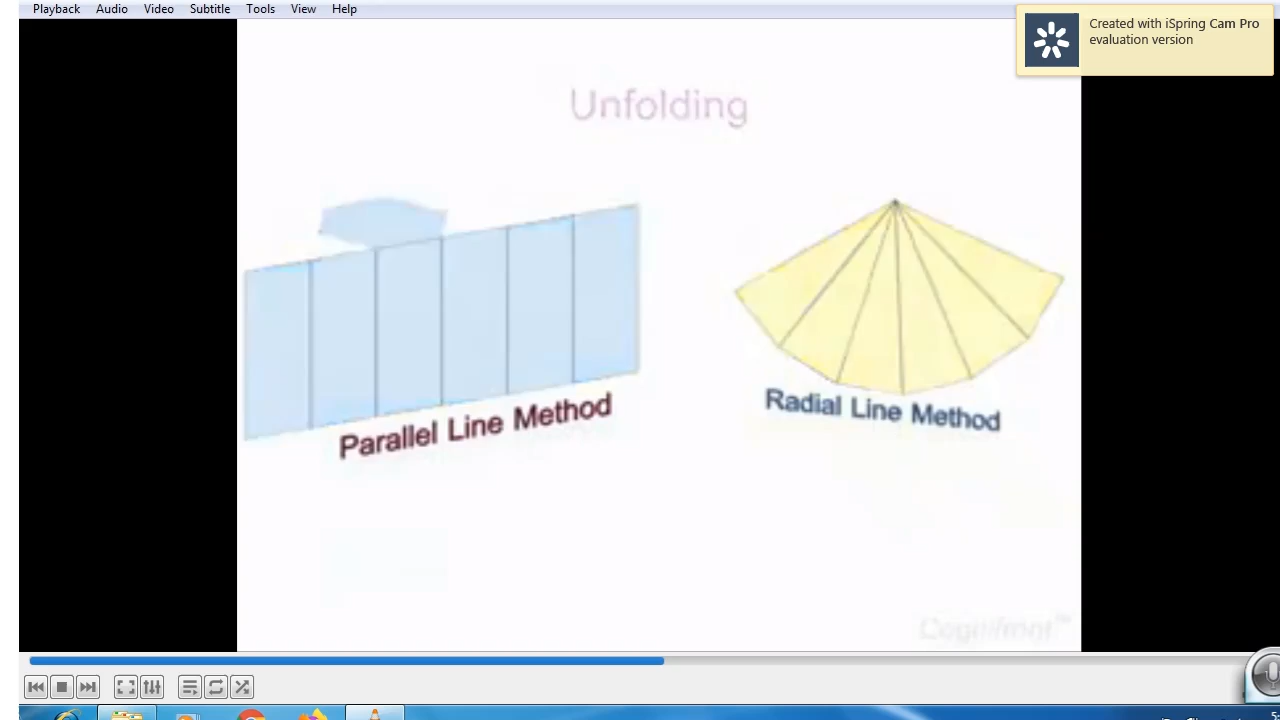 Playback Audio Video Subtitle Tools View Help
Created with iSpring Cam Pro
evaluation version
Unfolding
Parallel Line Method
Radial Line Method
Cognifront™